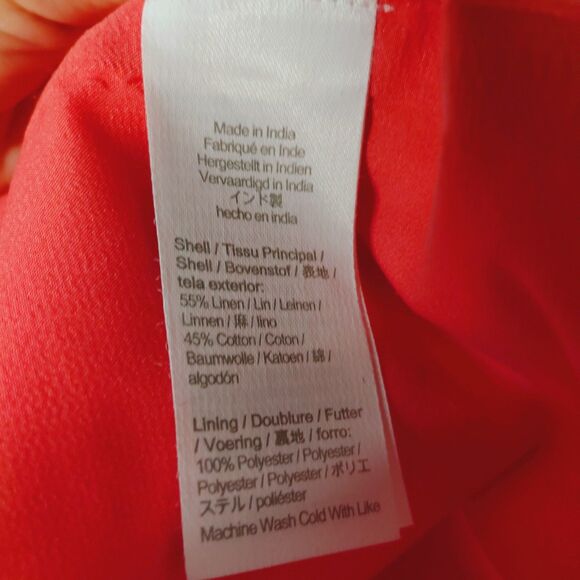 Made in India
Fabriqué en Inde
Hergestellt in Indien
Vervaardigd in India
インド製
hecho en india
Shell / Tissu Principal /
Shell / Bovenstof / 表地 /
tela exterior:
55% Linen / Lin / Leinen /
Linnen / 麻 / lino
45% Cotton / Coton /
Baumwolle / Katoen / 綿 /
algodón
Lining / Doublure / Futter
/ Voering / 裏地 / forro:
100% Polyester / Polyester /
Polyester / Polyester / ポリエ
ステル / poliéster
Machine Wash Cold With Like